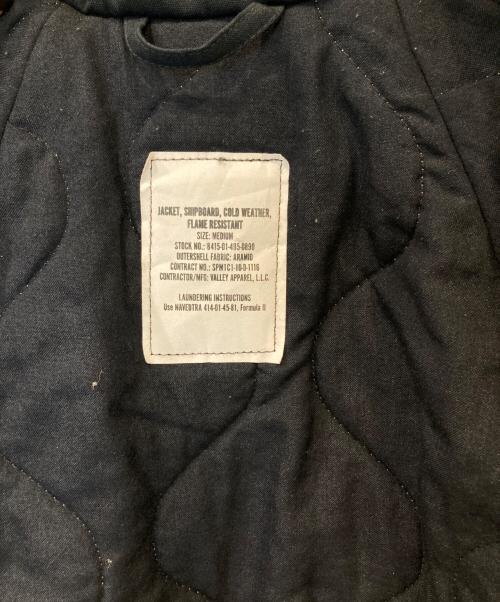 JACKET, SHIPBOARD, COLD WEATHER,
FLAME RESISTANT
SIZE: MEDIUM
STOCK NO.: 8415-01-495-0890
OUTERSHELL FABRIC: ARAMID
CONTRACT NO.: SPM1C1-10-D-1116
CONTRACTOR/MFG: VALLEY APPAREL, L.L.C.
LAUNDERING INSTRUCTIONS
Use NAVEDTRA 414-01-45-81, Formula II